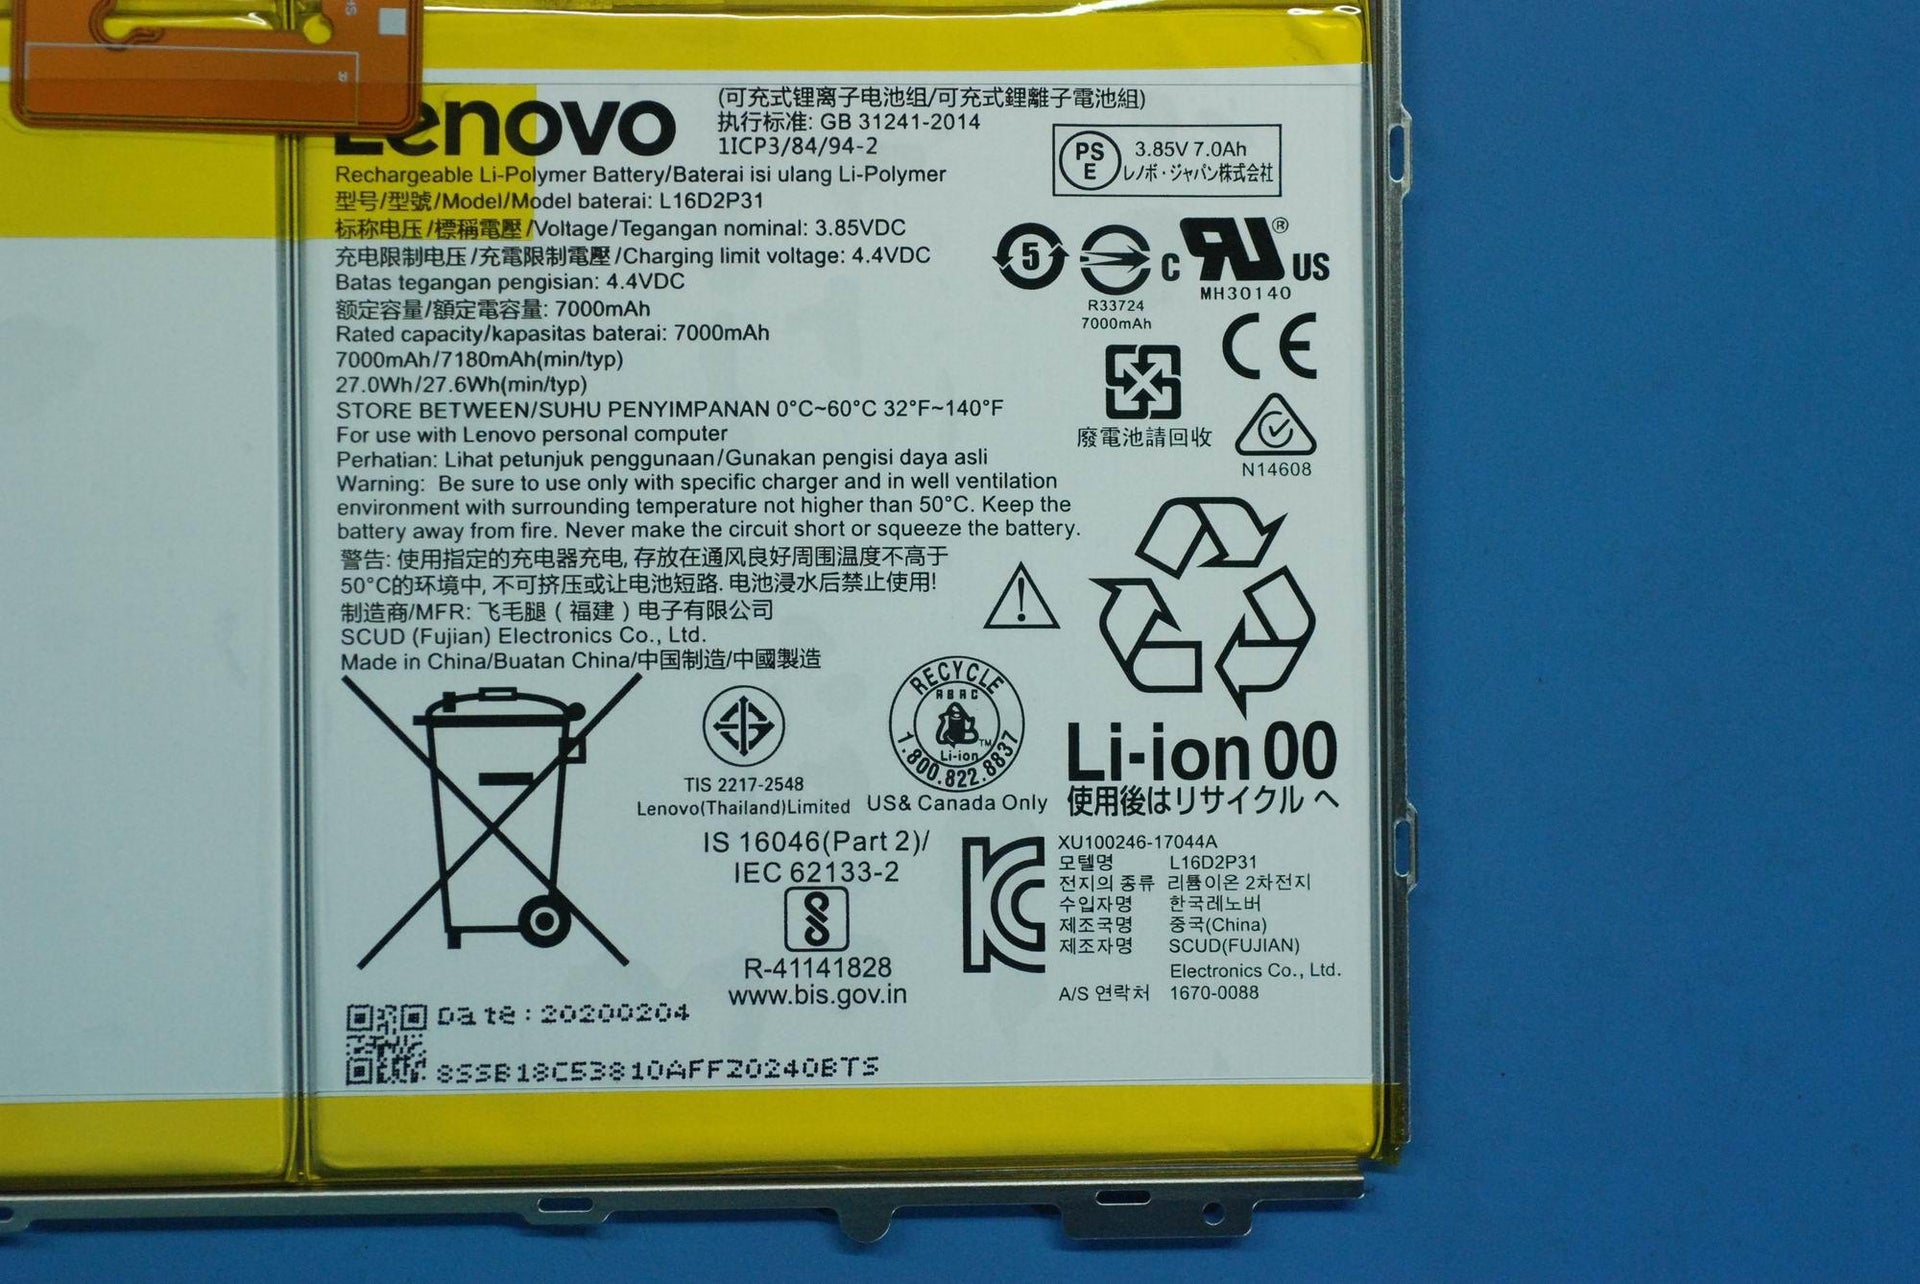 Lenovo
(可充式锂离子电池组/可充式鋰離子電池組)
执行标准: GB 31241-2014
1ICP3/84/94-2
Rechargeable Li-Polymer Battery/Baterai isi ulang Li-Polymer
型号/型號/Model/Model baterai: L16D2P31
标称电压/標稱電壓/Voltage/Tegangan nominal: 3.85VDC
充电限制电压/充電限制電壓/Charging limit voltage: 4.4VDC
Batas tegangan pengisian: 4.4VDC
额定容量/額定電容量: 7000mAh
Rated capacity/kapasitas baterai: 7000mAh
7000mAh/7180mAh(min/typ)
27.0Wh/27.6Wh(min/typ)
STORE BETWEEN/SUHU PENYIMPANAN 0°C~60°C 32°F~140°F
For use with Lenovo personal computer
Perhatian: Lihat petunjuk penggunaan/Gunakan pengisi daya asli
Warning: Be sure to use only with specific charger and in well ventilation
environment with surrounding temperature not higher than 50°C. Keep the
battery away from fire. Never make the circuit short or squeeze the battery.
警告: 使用指定的充电器充电, 存放在通风良好周围温度不高于
50°C的环境中, 不可挤压或让电池短路. 电池浸水后禁止使用!
制造商/MFR: 飞毛腿（福建）电子有限公司
SCUD (Fujian) Electronics Co., Ltd.
Made in China/Buatan China/中国制造/中國製造
PS
E
3.85V 7.0Ah
レノボ・ジャパン株式会社
5
R33724
7000mAh
C RU ® US
MH30140
CE
廢電池請回收
N14608
TIS 2217-2548
Lenovo(Thailand)Limited
RECYCLE
RBRC
Li-ion
TM
1.800.822.8837
US& Canada Only
Li-ion 00
使用後はリサイクルへ
IS 16046(Part 2)/
IEC 62133-2
R-41141828
www.bis.gov.in
XU100246-17044A
모델명 L16D2P31
전지의 종류 리튬이온 2차전지
수입자명 한국레노버
제조국명 중국(China)
제조자명 SCUD(FUJIAN)
Electronics Co., Ltd.
A/S 연락처 1670-0088
Date:20200204
8SSB18C53810AFF20240BTS